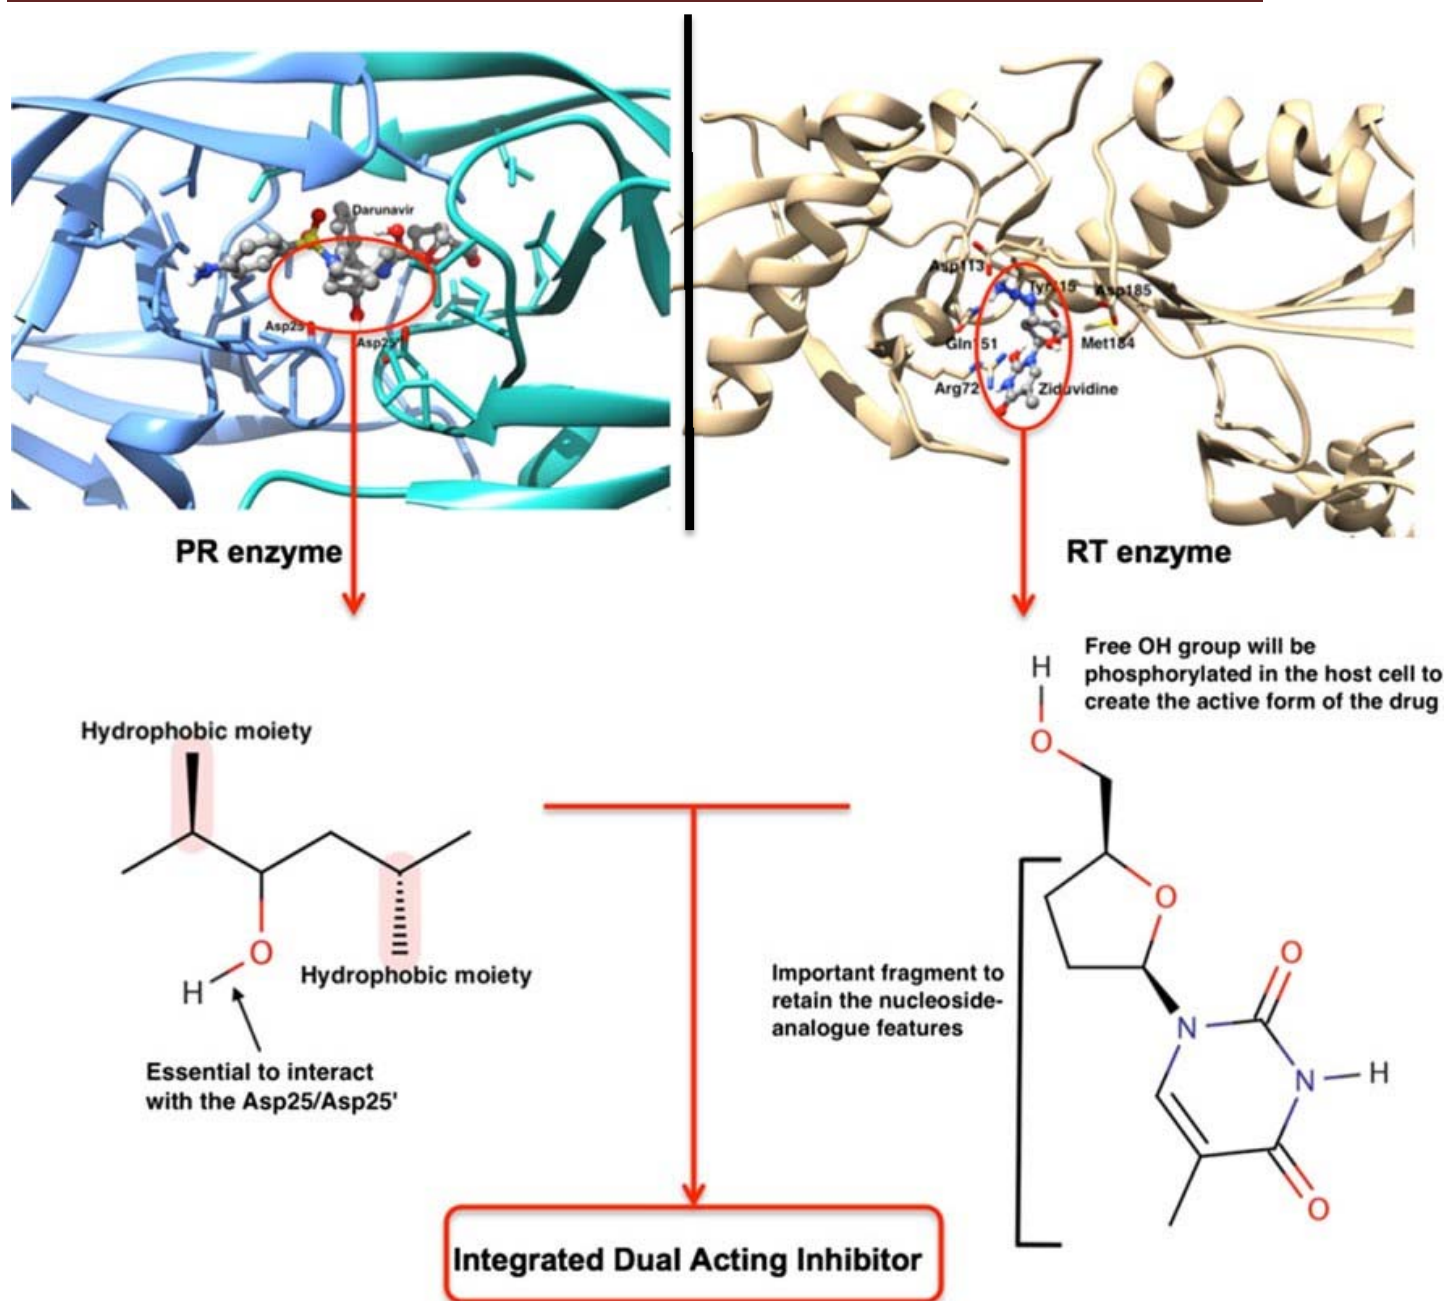 Darunavir
Asp25
Asp25'
Asp113
Tyr115
Asp185
Gln151
Met184
Arg72
Ziduvidine
PR enzyme
RT enzyme
Free OH group will be
phosphorylated in the host cell to
create the active form of the drug
H
O
Hydrophobic moiety
O
H
Hydrophobic moiety
Essential to interact
with the Asp25/Asp25'
O
Important fragment to
retain the nucleoside-
analogue features
O
N
N
H
O
Integrated Dual Acting Inhibitor